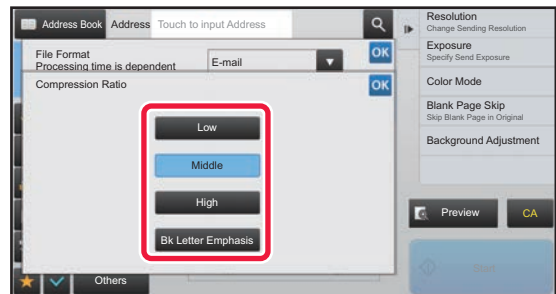 Address Book Address Touch to input Address
File Format
Processing time is dependent
E-mail
OK
Compression Ratio
OK
Low
Middle
High
Bk Letter Emphasis
Others
Resolution
Change Sending Resolution
Exposure
Specify Send Exposure
Color Mode
Blank Page Skip
Skip Blank Page in Original
Background Adjustment
Preview
CA
Start